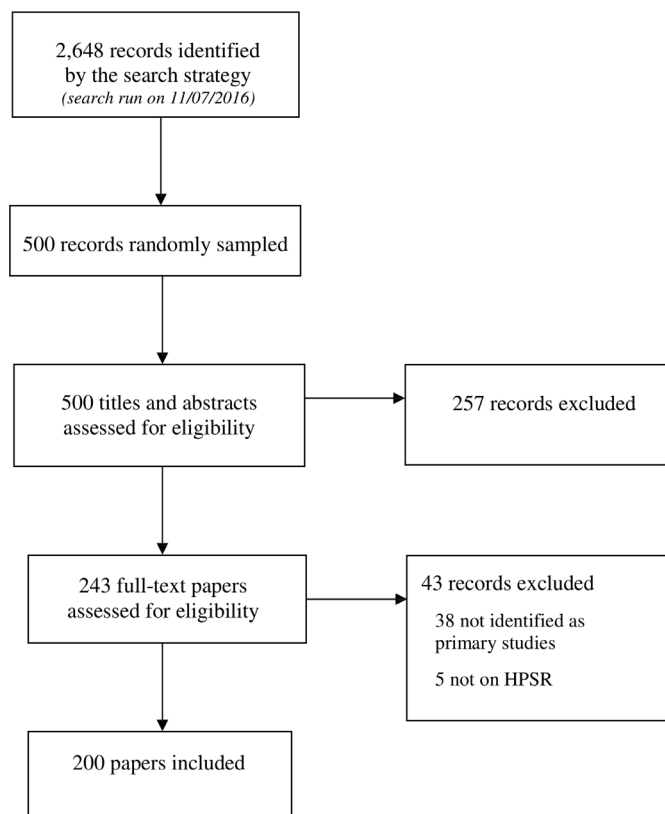 2,648 records identified
by the search strategy
(search run on 11/07/2016)
500 records randomly sampled
500 titles and abstracts
assessed for eligibility
257 records excluded
243 full-text papers
assessed for eligibility
43 records excluded
38 not identified as
primary studies
5 not on HPSR
200 papers included